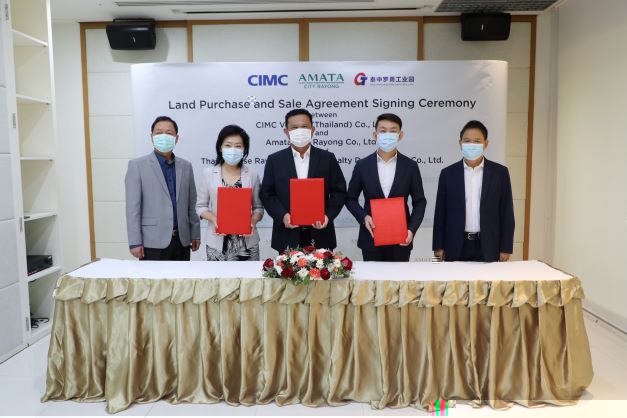 CIMC AMATA CITY RAYONG 泰中罗勇工业园
Land Purchase and Sale Agreement Signing Ceremony
between
CIMC (Thailand) Co.,
and
Amata Rayong Co., Ltd
Co., Ltd.